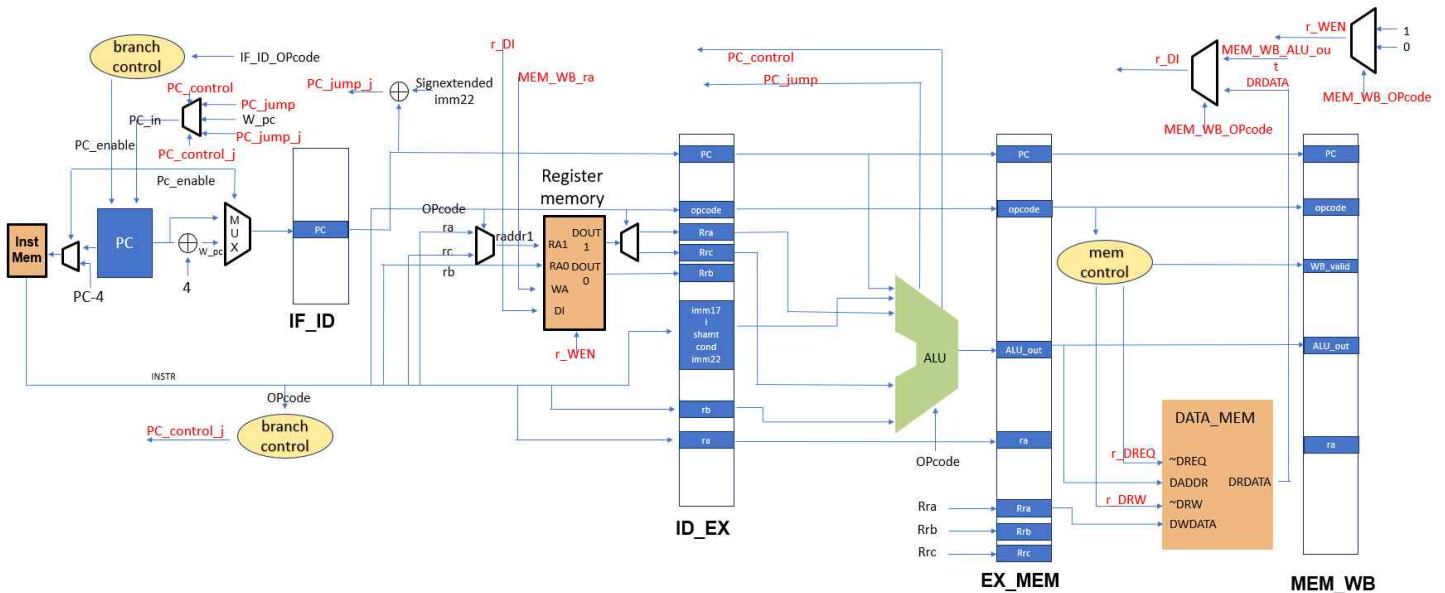 branch
control
IF_ID_OPcode
PC_control
PC_jump
PC_in
W_pc
PC_jump_j
PC_control_j
PC_enable
Pc_enable
Inst
Mem
PC
PC-4
4
W_pc
M
U
X
PC
IF_ID
INSTR
OPcode
branch
control
PC_control_j
PC_jump_j
Signextended
imm22
r_DI
MEM_WB_ra
OPcode
ra
rc
rb
raddr1
Register
memory
RA1
RA0
WA
DI
DOUT
1
DOUT
0
r_WEN
PC
opcode
Rra
Rrc
Rrb
imm17
i
shamt
cond
imm22
rb
ra
ID_EX
PC_control
PC_jump
ALU
OPcode
Rra
Rrb
Rrc
PC
opcode
ALU_out
ra
Rra
Rrb
Rrc
EX_MEM
mem
control
r_DREQ
r_DRW
DATA_MEM
~DREQ
DADDR
~DRW
DWDATA
DRDATA
r_DI
MEM_WB_ALU_ou
t
DRDATA
MEM_WB_OPcode
r_WEN
1
0
MEM_WB_OPcode
PC
opcode
WB_valid
ALU_out
ra
MEM_WB